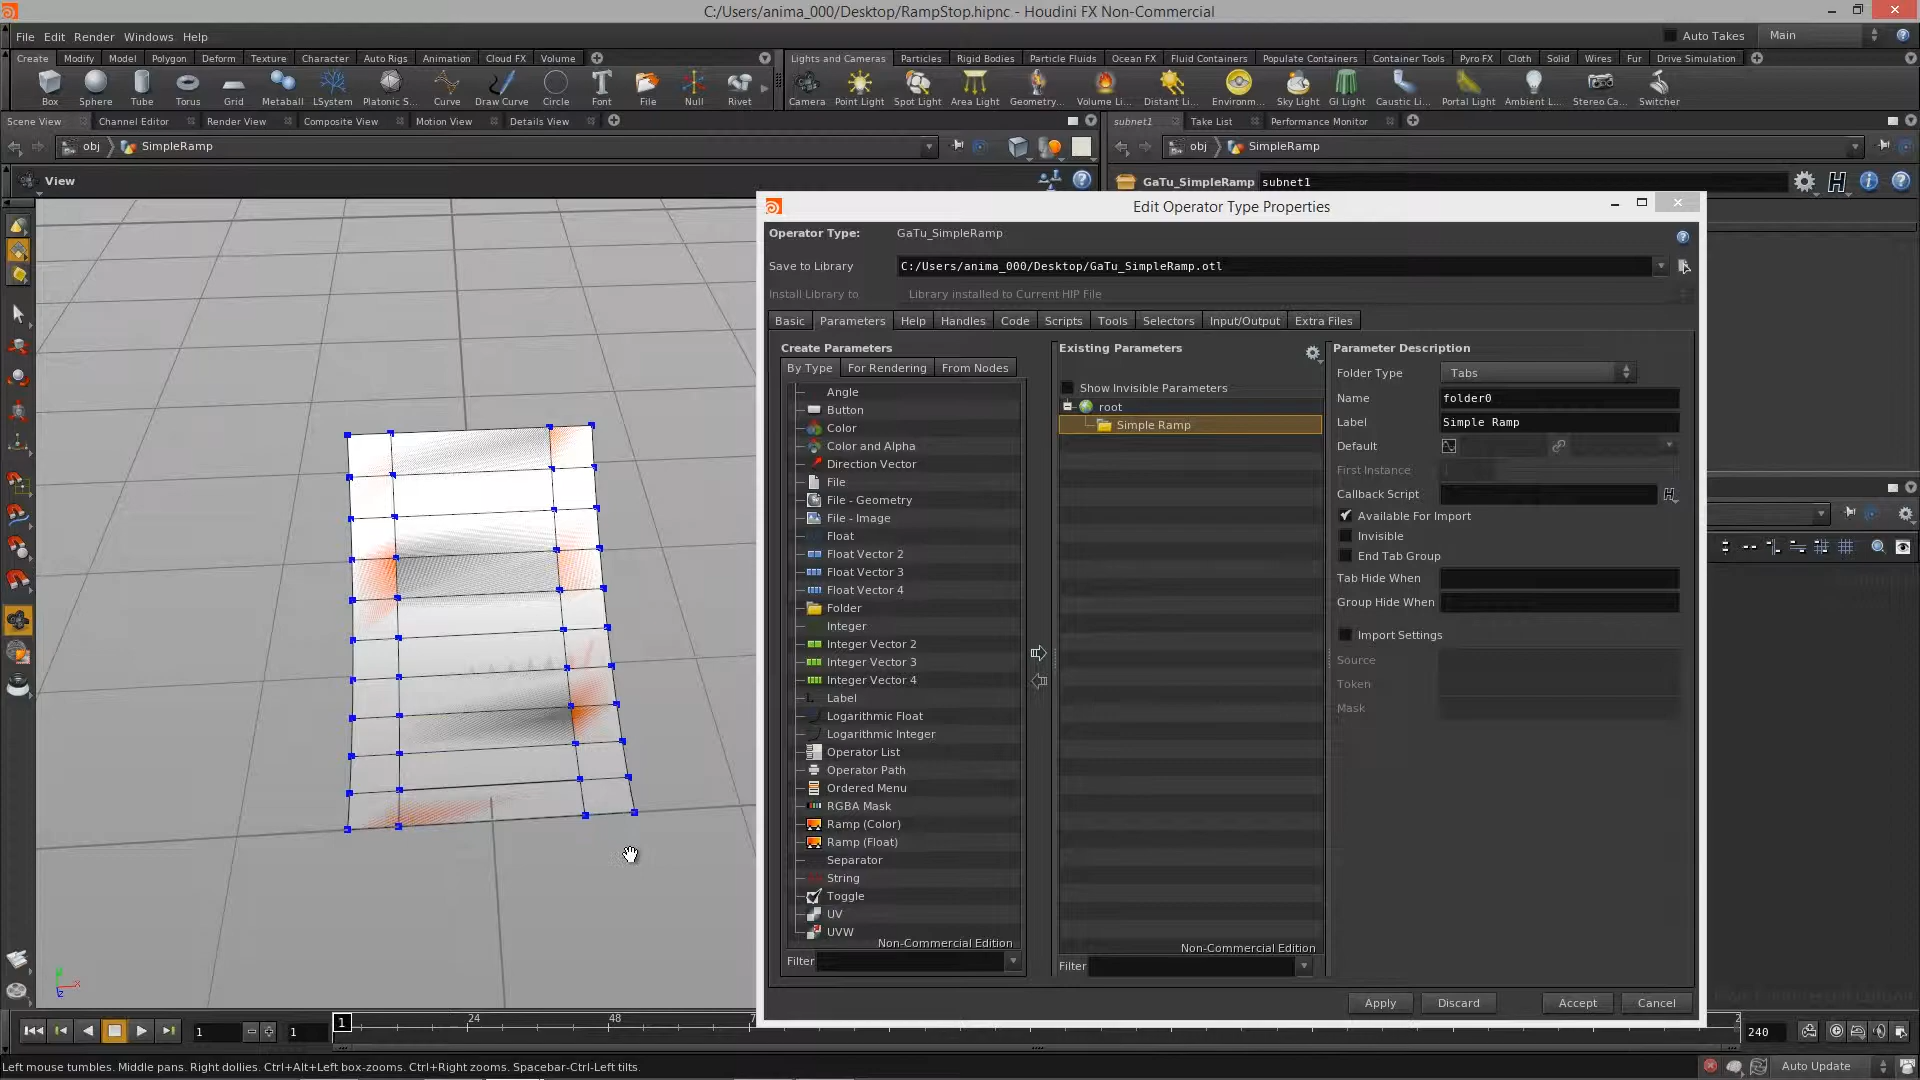 C:/Users/anima_000/Desktop/RampStop.hipnc - Houdini FX Non-Commercial
File Edit Render Windows Help
Auto Takes Main
Create Modify Model Polygon Deform Texture Character Auto Rigs Animation Cloud FX Volume
Lights and Cameras Particles Rigid Bodies Particle Fluids Ocean FX Fluid Containers Populate Containers Container Tools Pyro FX Cloth Solid Wires Fur Drive Simulation
Box Sphere Tube Torus Grid Metaball LSystem Platonic S... Curve Draw Curve Circle Font File Null Rivet
Camera Point Light Spot Light Area Light Geometry... Volume Li... Distant Li... Environm... Sky Light GI Light Caustic Li... Portal Light Ambient L... Stereo Ca... Switcher
Scene View Channel Editor Render View Composite View Motion View Details View
subnet1 Take List Performance Monitor
obj SimpleRamp
obj SimpleRamp
View
GaTu_SimpleRamp subnet1
Edit Operator Type Properties
Operator Type: GaTu_SimpleRamp
Save to Library C:/Users/anima_000/Desktop/GaTu_SimpleRamp.otl
Install Library to Library installed to Current HIP File
Basic Parameters Help Handles Code Scripts Tools Selectors Input/Output Extra Files
Create Parameters
By Type For Rendering From Nodes
Angle
Button
Color
Color and Alpha
Direction Vector
File
File - Geometry
File - Image
Float
Float Vector 2
Float Vector 3
Float Vector 4
Folder
Integer
Integer Vector 2
Integer Vector 3
Integer Vector 4
Label
Logarithmic Float
Logarithmic Integer
Operator List
Operator Path
Ordered Menu
RGBA Mask
Ramp (Color)
Ramp (Float)
Separator
String
Toggle
UV
UVW
Non-Commercial Edition
Filter
Existing Parameters
Show Invisible Parameters
root
Simple Ramp
Non-Commercial Edition
Filter
Parameter Description
Folder Type Tabs
Name folder0
Label Simple Ramp
Default
First Instance 1
Callback Script
Available For Import
Invisible
End Tab Group
Tab Hide When
Group Hide When
Import Settings
Source
Token
Mask
Apply Discard Accept Cancel
1 1 1 24 48 240
Left mouse tumbles. Middle pans. Right dollies. Ctrl+Alt+Left box-zooms. Ctrl+Right zooms. Spacebar-Ctrl-Left tilts.
Auto Update